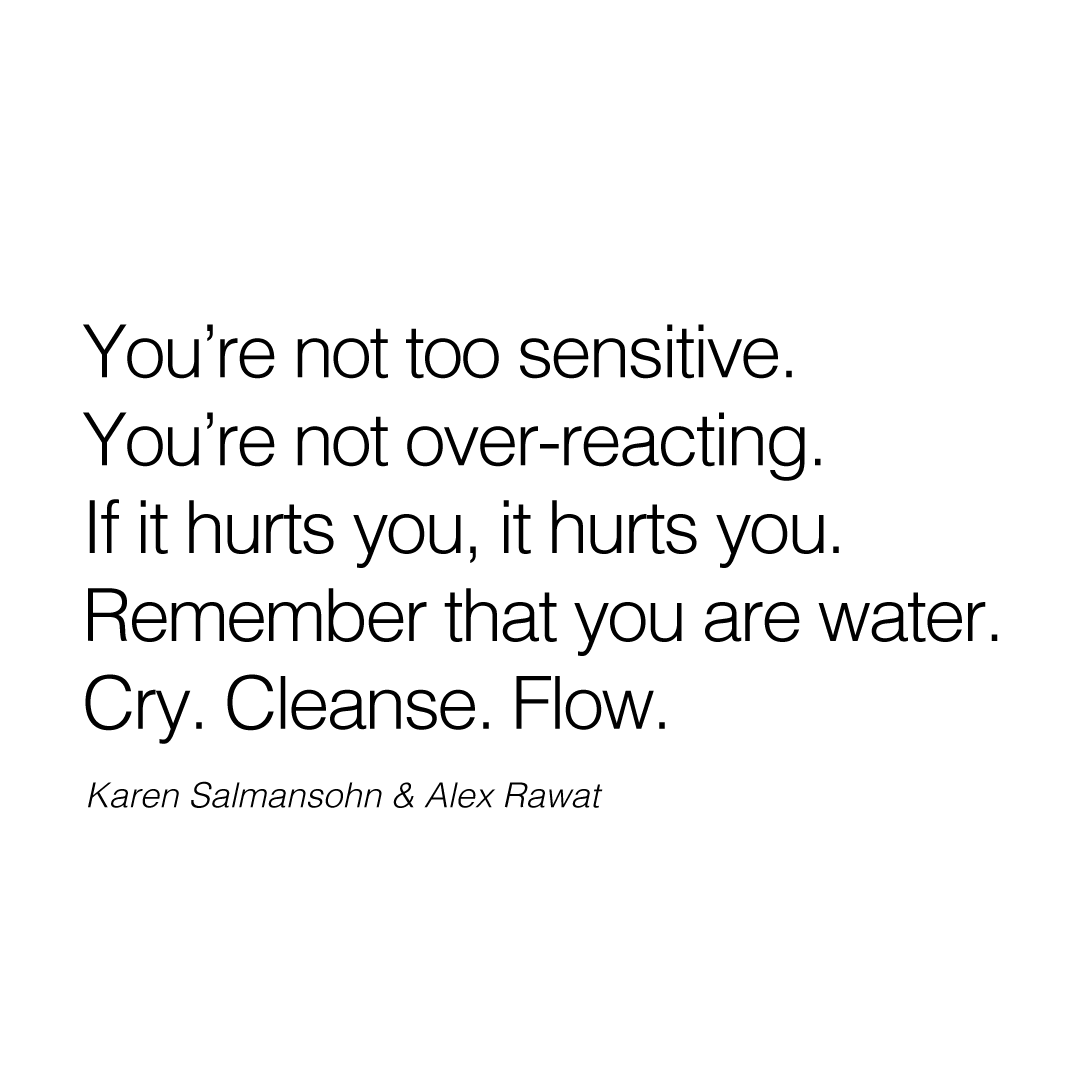 You’re not too sensitive.
You’re not over-reacting.
If it hurts you, it hurts you.
Remember that you are water.
Cry. Cleanse. Flow.
Karen Salmansohn & Alex Rawat